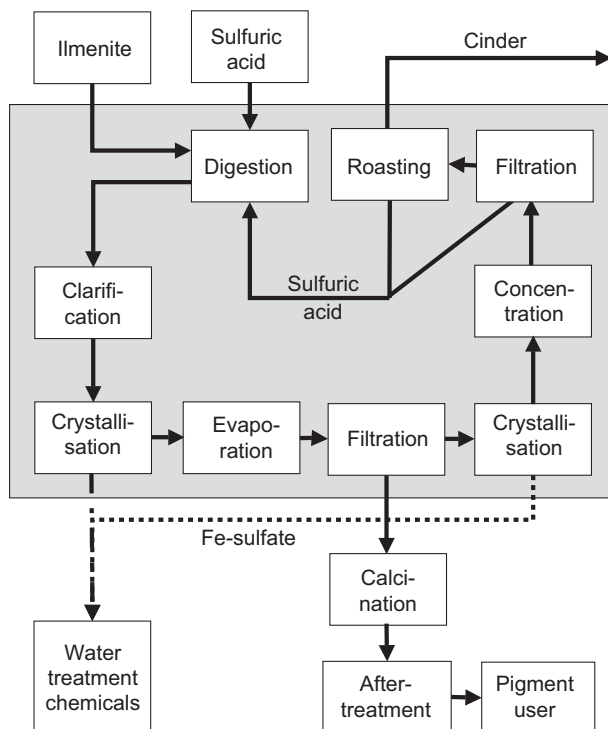 Ilmenite
Sulfuric
acid
Cinder
Digestion
Roasting
Filtration
Clarifi-
cation
Sulfuric
acid
Concen-
tration
Crystalli-
sation
Evapo-
ration
Filtration
Crystalli-
sation
Fe-sulfate
Calci-
nation
Water
treatment
chemicals
After-
treatment
Pigment
user